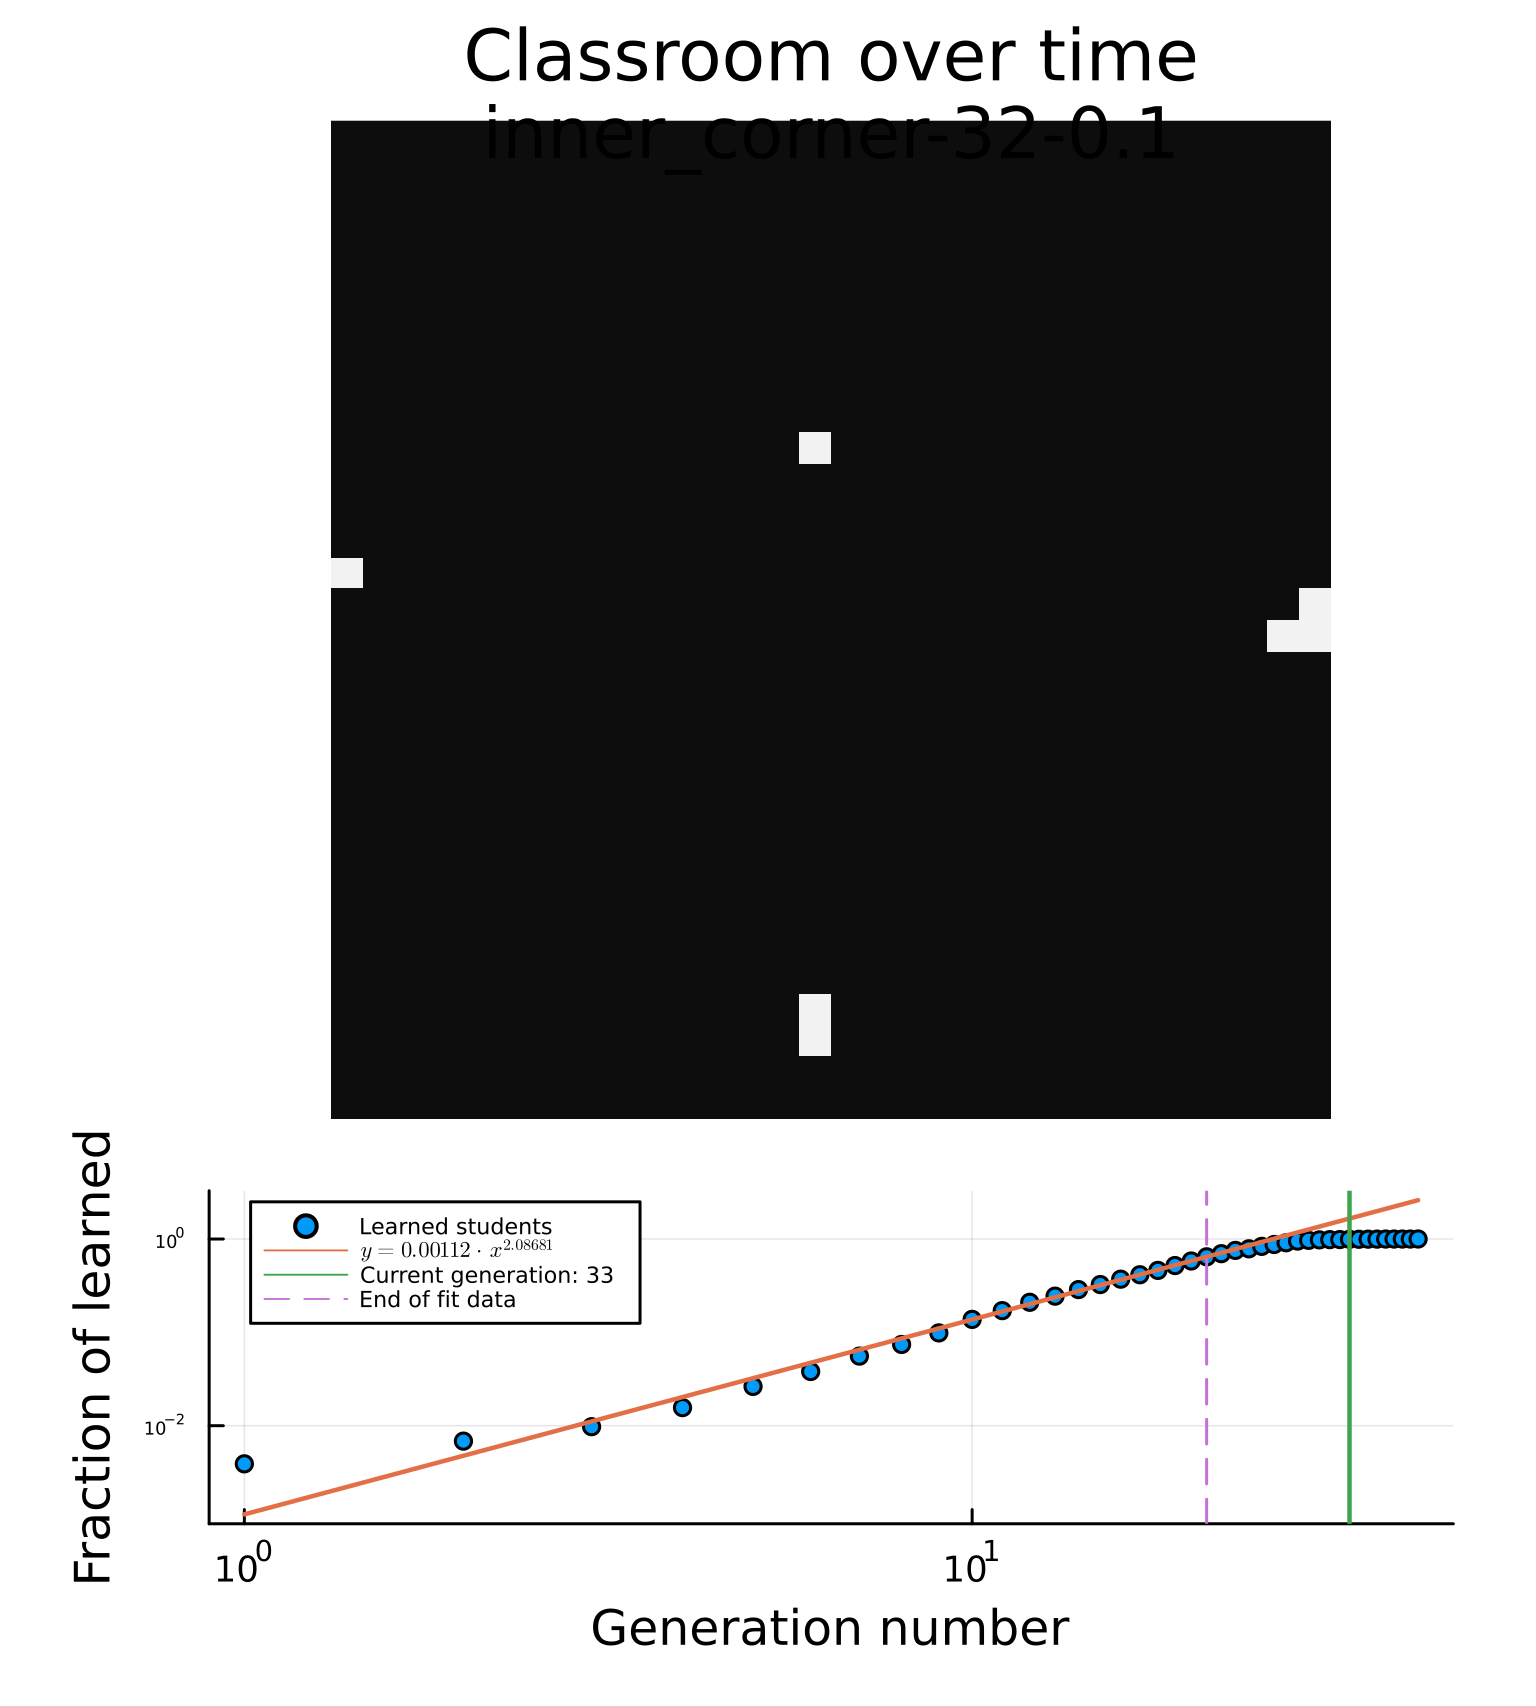 Classroom over time
inner_corner-32-0.1
Fraction of learned
10⁰
10⁻²
Learned students
y = 0.00112 · x^2.08681
Current generation: 33
End of fit data
10⁰ 10¹
Generation number